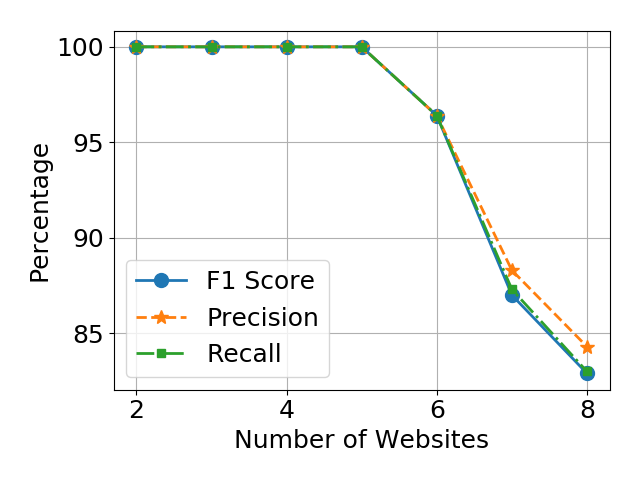 100
95
90
85
Percentage
F1 Score
Precision
Recall
2 4 6 8
Number of Websites